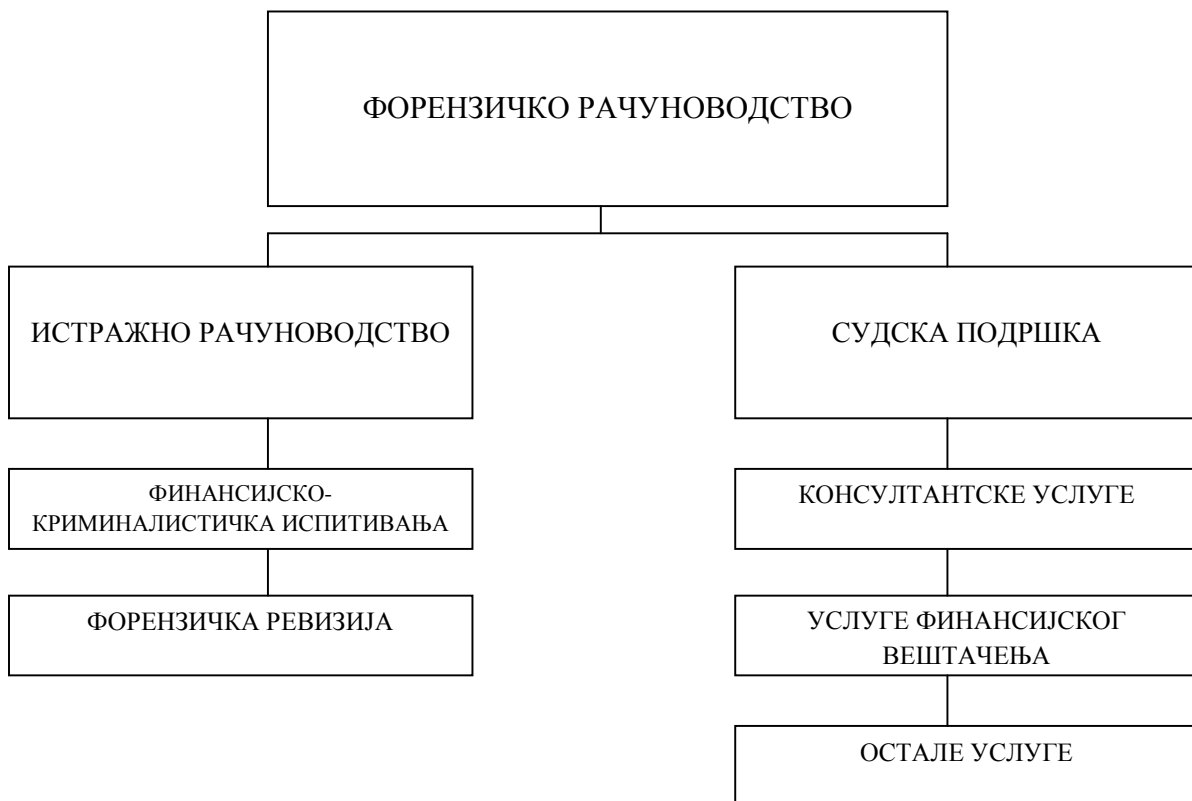 ФОРЕНЗИЧКО РАЧУНОВОДСТВО
ИСТРАЖНО РАЧУНОВОДСТВО
СУДСКА ПОДРШКА
ФИНАНСИЈСКО-
КРИМИНАЛИСТИЧКА ИСПИТИВАЊА
КОНСУЛТАНТСКЕ УСЛУГЕ
ФОРЕНЗИЧКА РЕВИЗИЈА
УСЛУГЕ ФИНАНСИЈСКОГ
ВЕШТАЧЕЊА
ОСТАЛЕ УСЛУГЕ